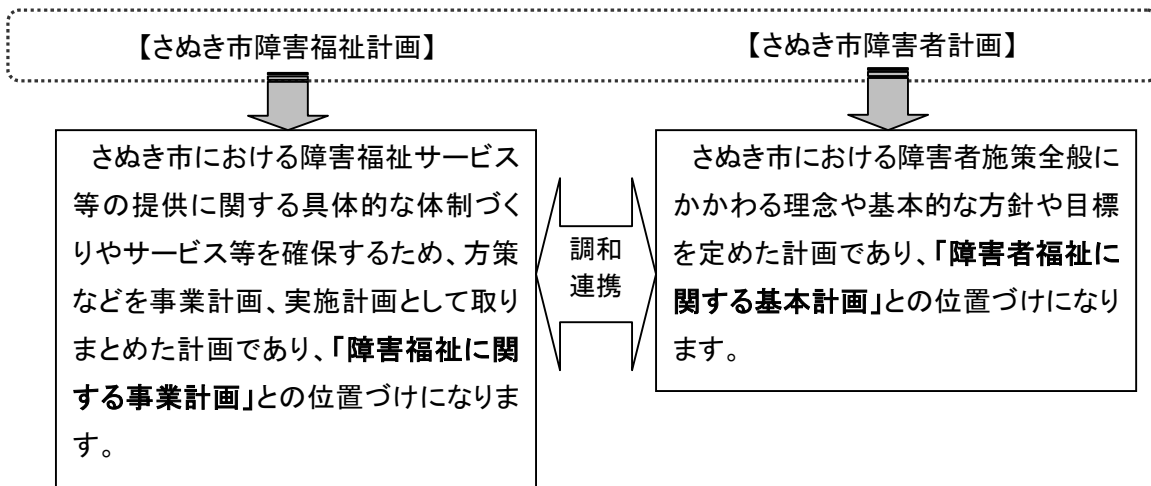 【さぬき市障害福祉計画】
【さぬき市障害者計画】
さぬき市における障害福祉サービス
等の提供に関する具体的な体制づく
りやサービス等を確保するため、方策
などを事業計画、実施計画として取り
まとめた計画であり、「障害福祉に関
する事業計画」との位置づけになりま
す。
調和
連携
さぬき市における障害者施策全般に
かかわる理念や基本的な方針や目標
を定めた計画であり、「障害者福祉に
関する基本計画」との位置づけになり
ます。